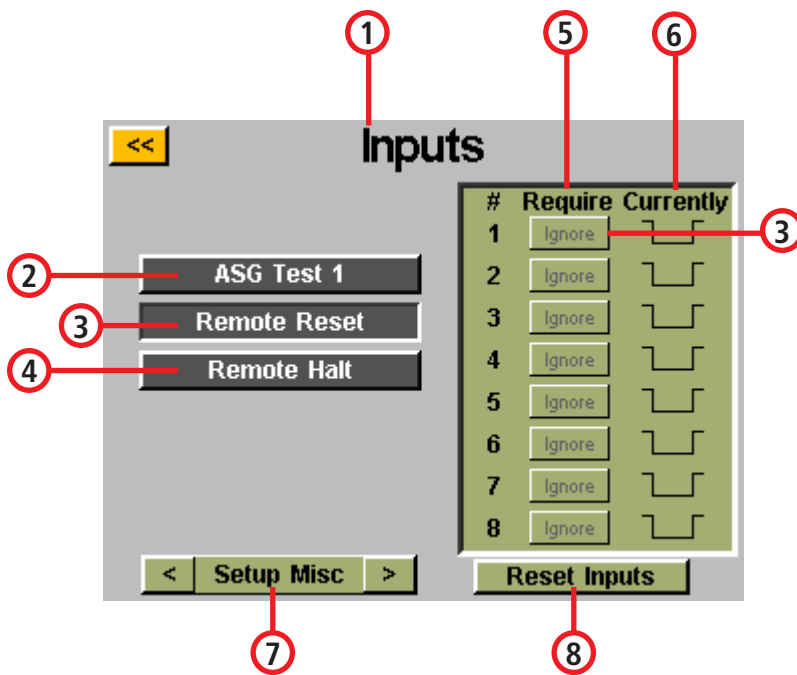 1 5 6
<< Inputs
# Require Currently
1 Ignore 3
2 ASG Test 1
2 Ignore
3 Remote Reset
3 Ignore
4 Remote Halt
4 Ignore
5 Ignore
6 Ignore
7 Ignore
8 Ignore
< Setup Misc >
Reset Inputs
7 8